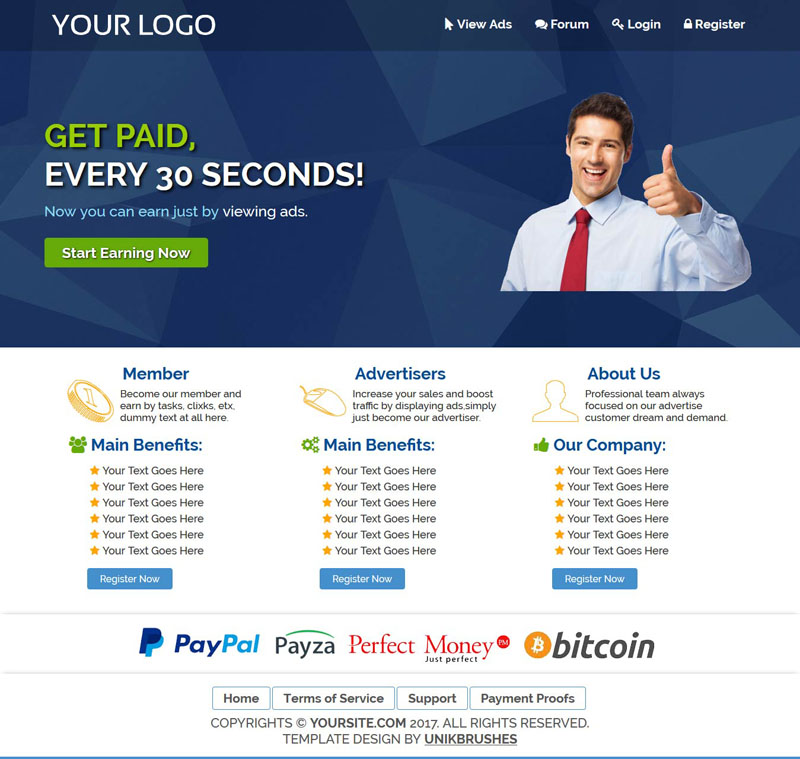 YOUR LOGO
View Ads
Forum
Login
Register
GET PAID,
EVERY 30 SECONDS!
Now you can earn just by viewing ads.
Start Earning Now
Member
Become our member and
earn by tasks, clixks, etx,
dummy text at all here.
Main Benefits:
Your Text Goes Here
Your Text Goes Here
Your Text Goes Here
Your Text Goes Here
Your Text Goes Here
Your Text Goes Here
Register Now
Advertisers
Increase your sales and boost
traffic by displaying ads,simply
just become our advertiser.
Main Benefits:
Your Text Goes Here
Your Text Goes Here
Your Text Goes Here
Your Text Goes Here
Your Text Goes Here
Your Text Goes Here
Register Now
About Us
Professional team always
focused on our advertise
customer dream and demand.
Our Company:
Your Text Goes Here
Your Text Goes Here
Your Text Goes Here
Your Text Goes Here
Your Text Goes Here
Your Text Goes Here
Register Now
PayPal
Payza
Perfect Money PM
Just perfect
bitcoin
Home
Terms of Service
Support
Payment Proofs
COPYRIGHTS © YOURSITE.COM 2017. ALL RIGHTS RESERVED.
TEMPLATE DESIGN BY UNIKBRUSHES